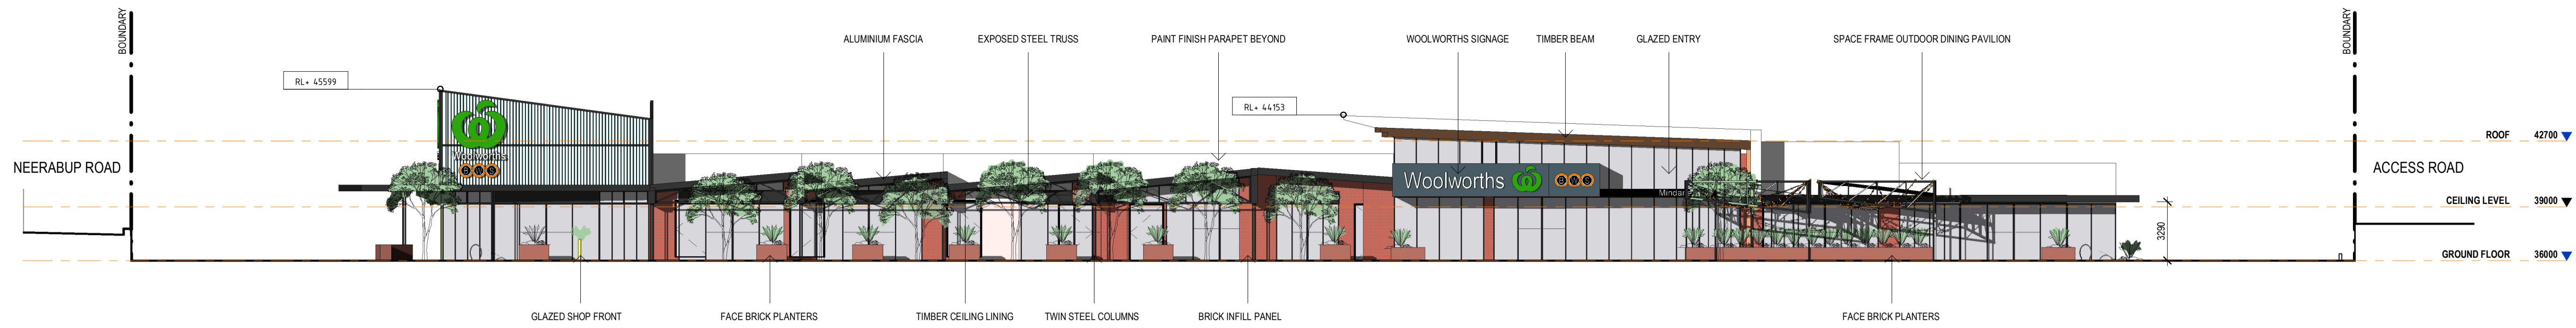 BOUNDARY
BOUNDARY
ALUMINIUM FASCIA
EXPOSED STEEL TRUSS
PAINT FINISH PARAPET BEYOND
WOOLWORTHS SIGNAGE
TIMBER BEAM
GLAZED ENTRY
SPACE FRAME OUTDOOR DINING PAVILION
RL+ 45599
RL+ 44153
ROOF 42700
Woolworths
BWS
NEERABUP ROAD
ACCESS ROAD
Woolworths BWS
CEILING LEVEL 39000
3290
GROUND FLOOR 36000
GLAZED SHOP FRONT
FACE BRICK PLANTERS
TIMBER CEILING LINING
TWIN STEEL COLUMNS
BRICK INFILL PANEL
FACE BRICK PLANTERS